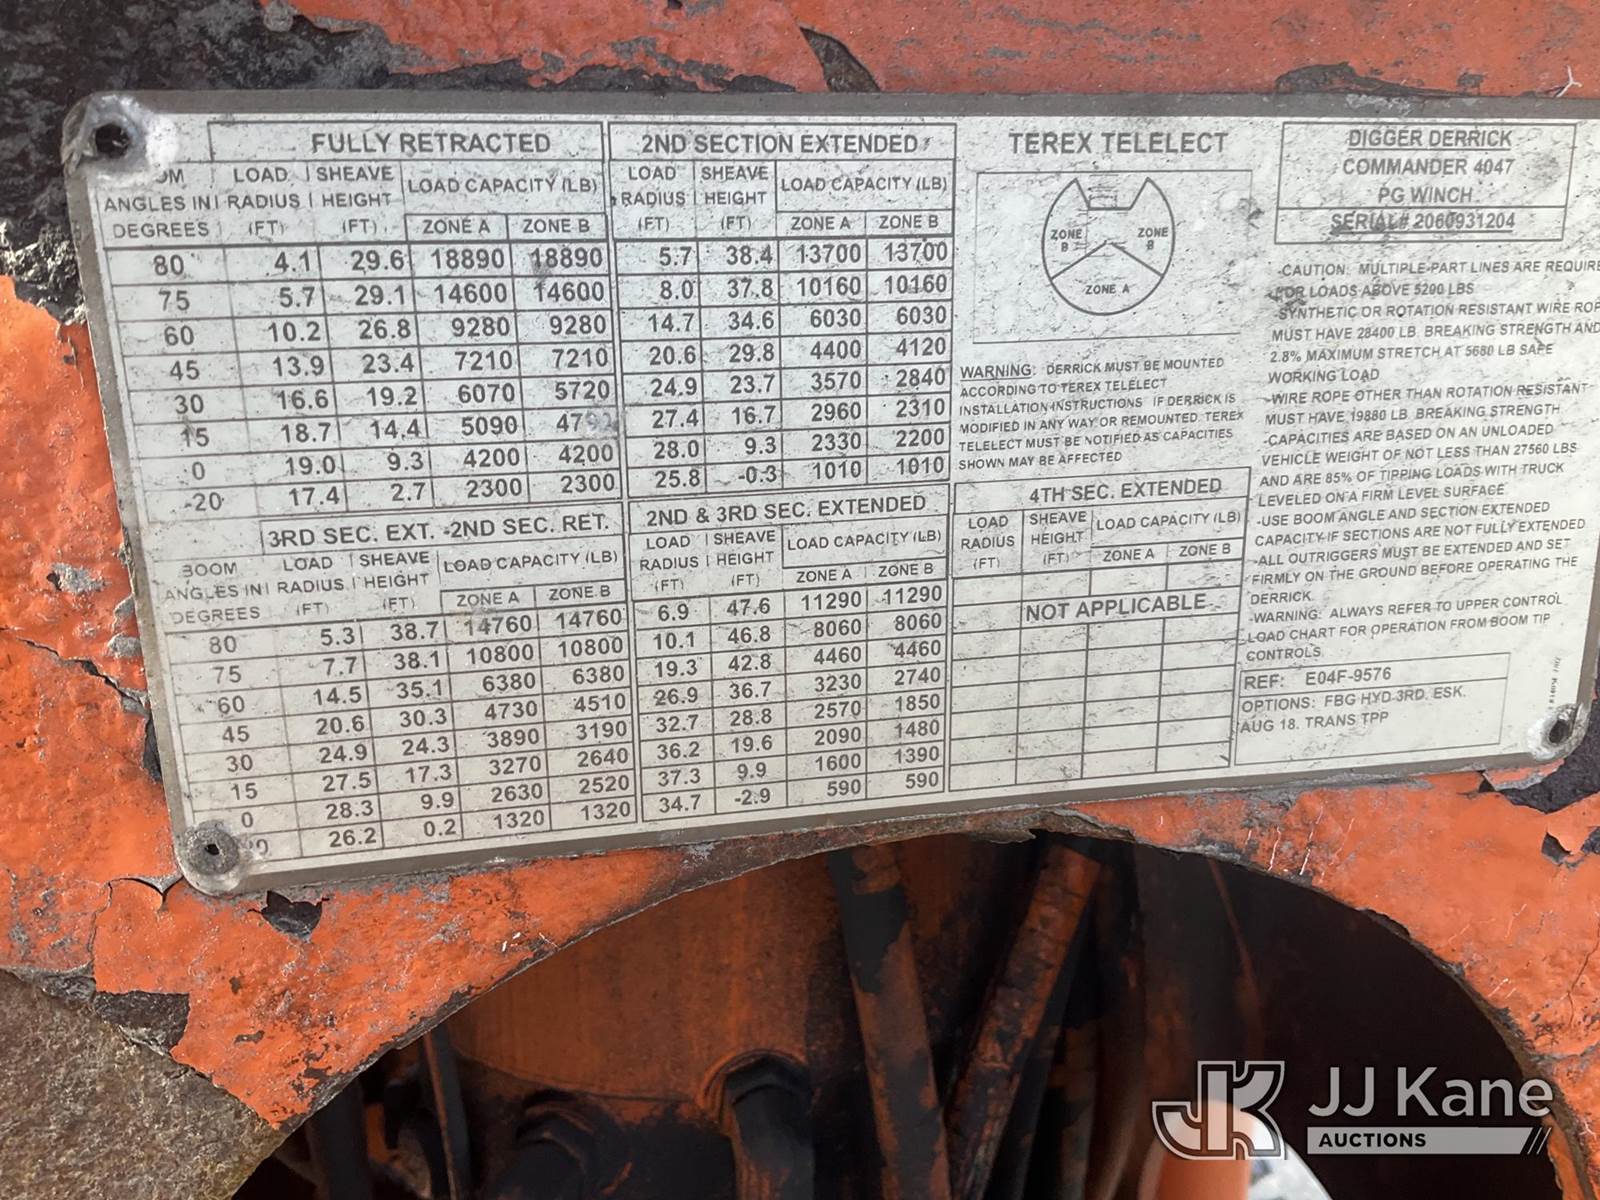 FULLY RETRACTED
ANGLES IN
DEGREES
LOAD RADIUS (FT)
SHEAVE HEIGHT (FT)
LOAD CAPACITY (LB)
ZONE A ZONE B
80 4.1 29.6 18890 18890
75 5.7 29.1 14600 14600
60 10.2 26.8 9280 9280
45 13.9 23.4 7210 7210
30 16.6 19.2 6070 5720
15 18.7 14.4 5090
0 19.0 9.3 4200 4200
-20 17.4 2.7 2300 2300
2ND SECTION EXTENDED
LOAD RADIUS (FT)
SHEAVE HEIGHT (FT)
LOAD CAPACITY (LB)
ZONE A ZONE B
5.7 38.4 13700 13700
8.0 37.8 10160 10160
14.7 34.6 6030 6030
20.6 29.8 4400 4120
24.9 23.7 3570 2840
27.4 16.7 2960 2310
28.0 9.3 2330 2200
25.8 -0.3 1010 1010
3RD SEC. EXT. -2ND SEC. RET.
BOOM
ANGLES IN
DEGREES
LOAD RADIUS (FT)
SHEAVE HEIGHT (FT)
LOAD CAPACITY (LB)
ZONE A ZONE B
80 5.3 38.7 14760 14760
75 7.7 38.1 10800 10800
60 14.5 35.1 6380 6380
45 20.6 30.3 4730 4510
30 24.9 24.3 3890 3190
15 27.5 17.3 3270 2640
0 28.3 9.9 2630 2520
26.2 0.2 1320 1320
2ND & 3RD SEC. EXTENDED
LOAD RADIUS (FT)
SHEAVE HEIGHT (FT)
LOAD CAPACITY (LB)
ZONE A ZONE B
6.9 47.6 11290 11290
10.1 46.8 8060 8060
19.3 42.8 4460 4460
26.9 36.7 3230 2740
32.7 28.8 2570 1850
36.2 19.6 2090 1480
37.3 9.9 1600 1390
34.7 -2.9 590 590
TEREX TELELECT
ZONE B
ZONE B
ZONE A
WARNING: DERRICK MUST BE MOUNTED
ACCORDING TO TEREX TELELECT
INSTALLATION INSTRUCTIONS IF DERRICK IS
MODIFIED IN ANY WAY OR REMOUNTED. TEREX
TELELECT MUST BE NOTIFIED AS CAPACITIES
SHOWN MAY BE AFFECTED
4TH SEC. EXTENDED
LOAD RADIUS (FT)
SHEAVE HEIGHT (FT)
LOAD CAPACITY (LB)
ZONE A ZONE B
NOT APPLICABLE
DIGGER DERRICK
COMMANDER 4047
PG WINCH
SERIAL# 2060931204
-CAUTION: MULTIPLE-PART LINES ARE REQUIRE
FOR LOADS ABOVE 5200 LBS
-SYNTHETIC OR ROTATION RESISTANT WIRE ROP
MUST HAVE 28400 LB. BREAKING STRENGTH AND
2.8% MAXIMUM STRETCH AT 5680 LB SAFE
WORKING LOAD
-WIRE ROPE OTHER THAN ROTATION RESISTANT
MUST HAVE 19880 LB. BREAKING STRENGTH
-CAPACITIES ARE BASED ON AN UNLOADED
VEHICLE WEIGHT OF NOT LESS THAN 27560 LBS
AND ARE 85% OF TIPPING LOADS WITH TRUCK
LEVELED ON A FIRM LEVEL SURFACE
-USE BOOM ANGLE AND SECTION EXTENDED
CAPACITY IF SECTIONS ARE NOT FULLY EXTENDED
-ALL OUTRIGGERS MUST BE EXTENDED AND SET
FIRMLY ON THE GROUND BEFORE OPERATING THE
DERRICK.
-WARNING: ALWAYS REFER TO UPPER CONTROL
LOAD CHART FOR OPERATION FROM BOOM TIP
CONTROLS.
REF: E04F-9576
OPTIONS: FBG HYD 3RD. ESK.
AUG 18. TRANS TPP
JK
JJ Kane
AUCTIONS